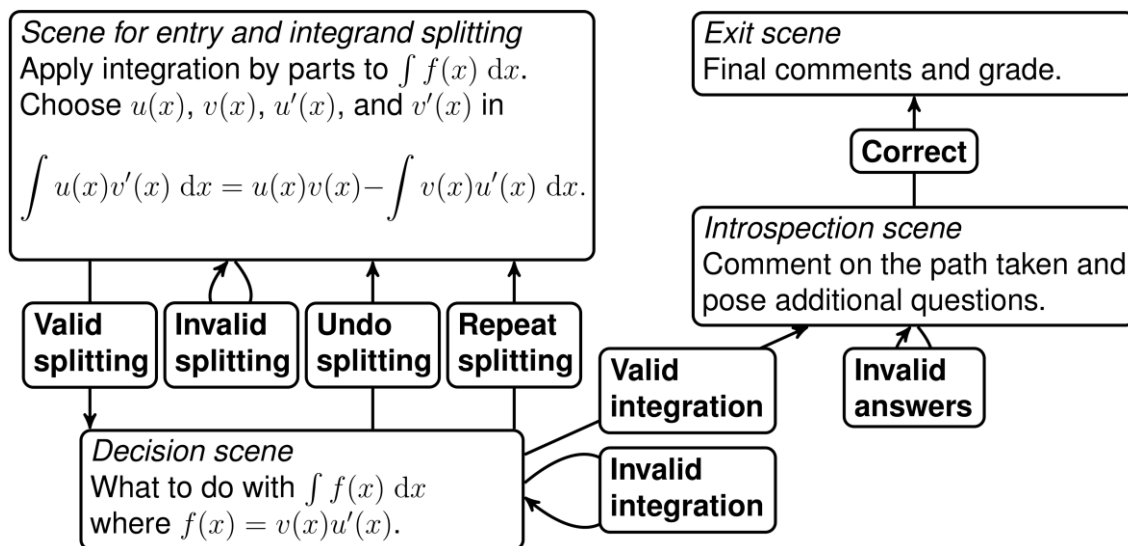 Scene for entry and integrand splitting
Apply integration by parts to ∫ f(x) dx.
Choose u(x), v(x), u′(x), and v′(x) in
∫ u(x)v′(x) dx = u(x)v(x)−∫ v(x)u′(x) dx.
Valid
splitting
Invalid
splitting
Undo
splitting
Repeat
splitting
Decision scene
What to do with ∫ f(x) dx
where f(x) = v(x)u′(x).
Valid
integration
Invalid
integration
Exit scene
Final comments and grade.
Correct
Introspection scene
Comment on the path taken and
pose additional questions.
Invalid
answers